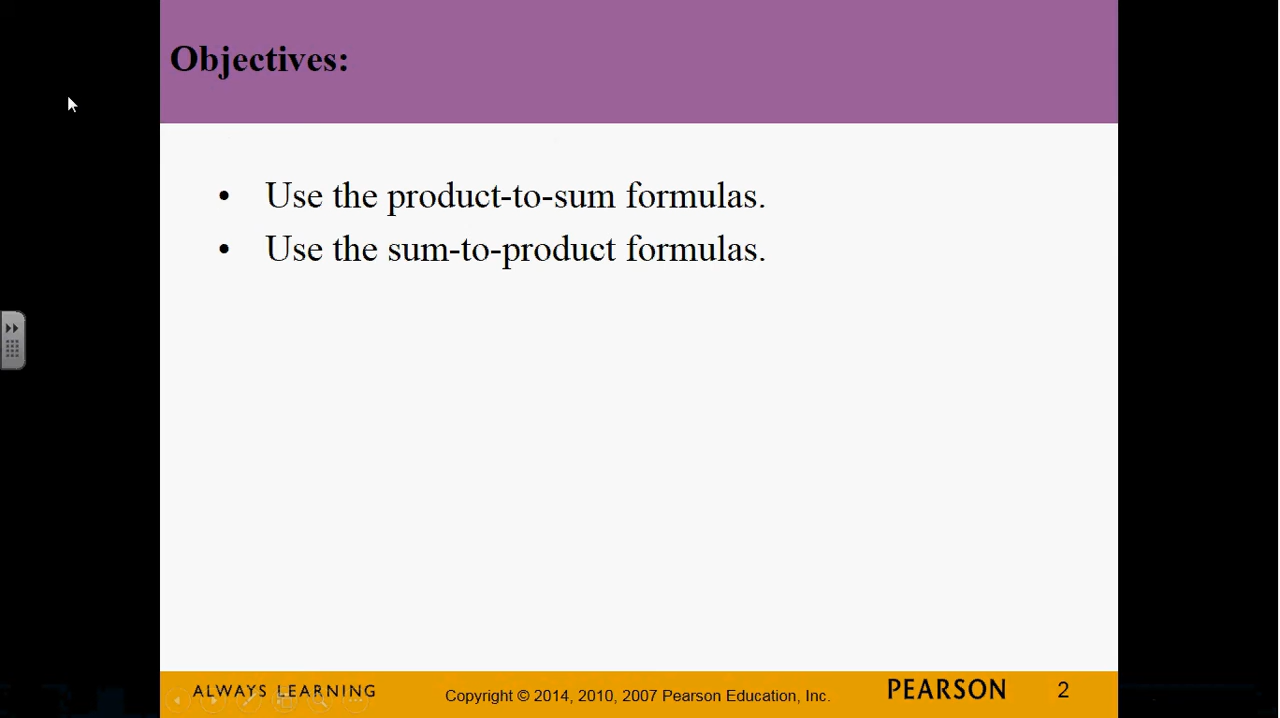 Objectives:
• Use the product-to-sum formulas.
• Use the sum-to-product formulas.
ALWAYS LEARNING
Copyright © 2014, 2010, 2007 Pearson Education, Inc.
PEARSON
2